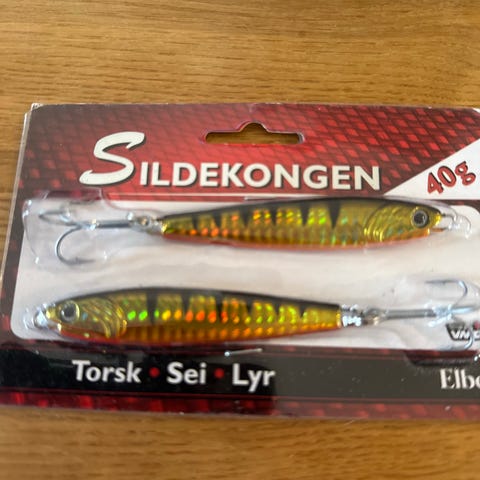 SILDEKONGEN
40g
Torsk • Sei • Lyr